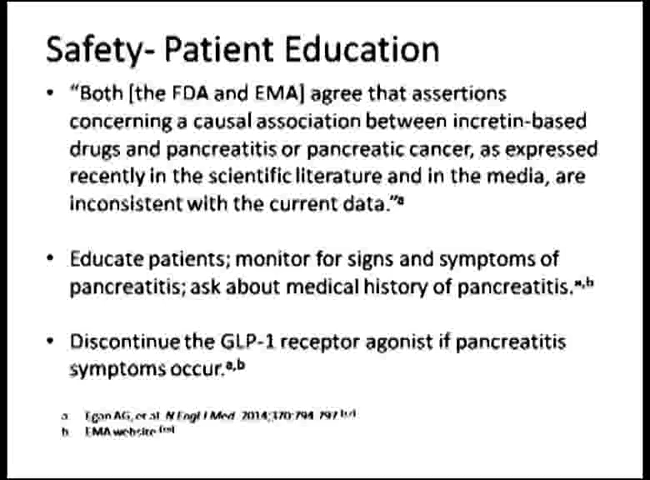 Safety- Patient Education
• “Both [the FDA and EMA] agree that assertions
concerning a causal association between incretin-based
drugs and pancreatitis or pancreatic cancer, as expressed
recently in the scientific literature and in the media, are
inconsistent with the current data.”a
• Educate patients; monitor for signs and symptoms of
pancreatitis; ask about medical history of pancreatitis.a,b
• Discontinue the GLP-1 receptor agonist if pancreatitis
symptoms occur.a,b
a Egan AG, et al. N Engl J Med. 2014;370:794-797
b EMA website